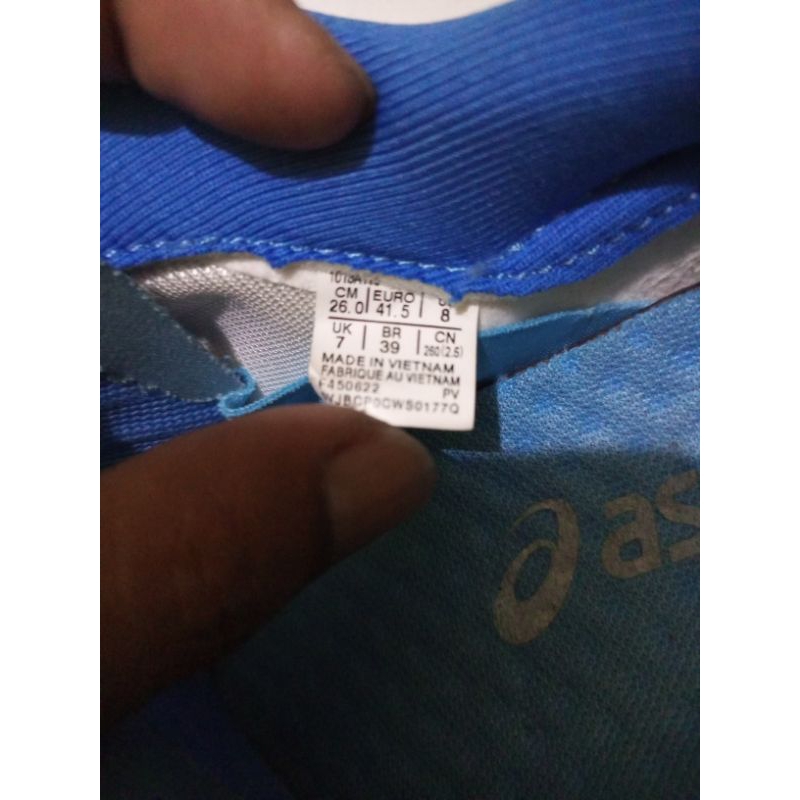 CM | EURO |
26.0 | 41.5 | 8
UK | BR | CN
7 | 39 | 260(2.5)
MADE IN VIETNAM
FABRIQUE AU VIETNAM
F450622 PV
as